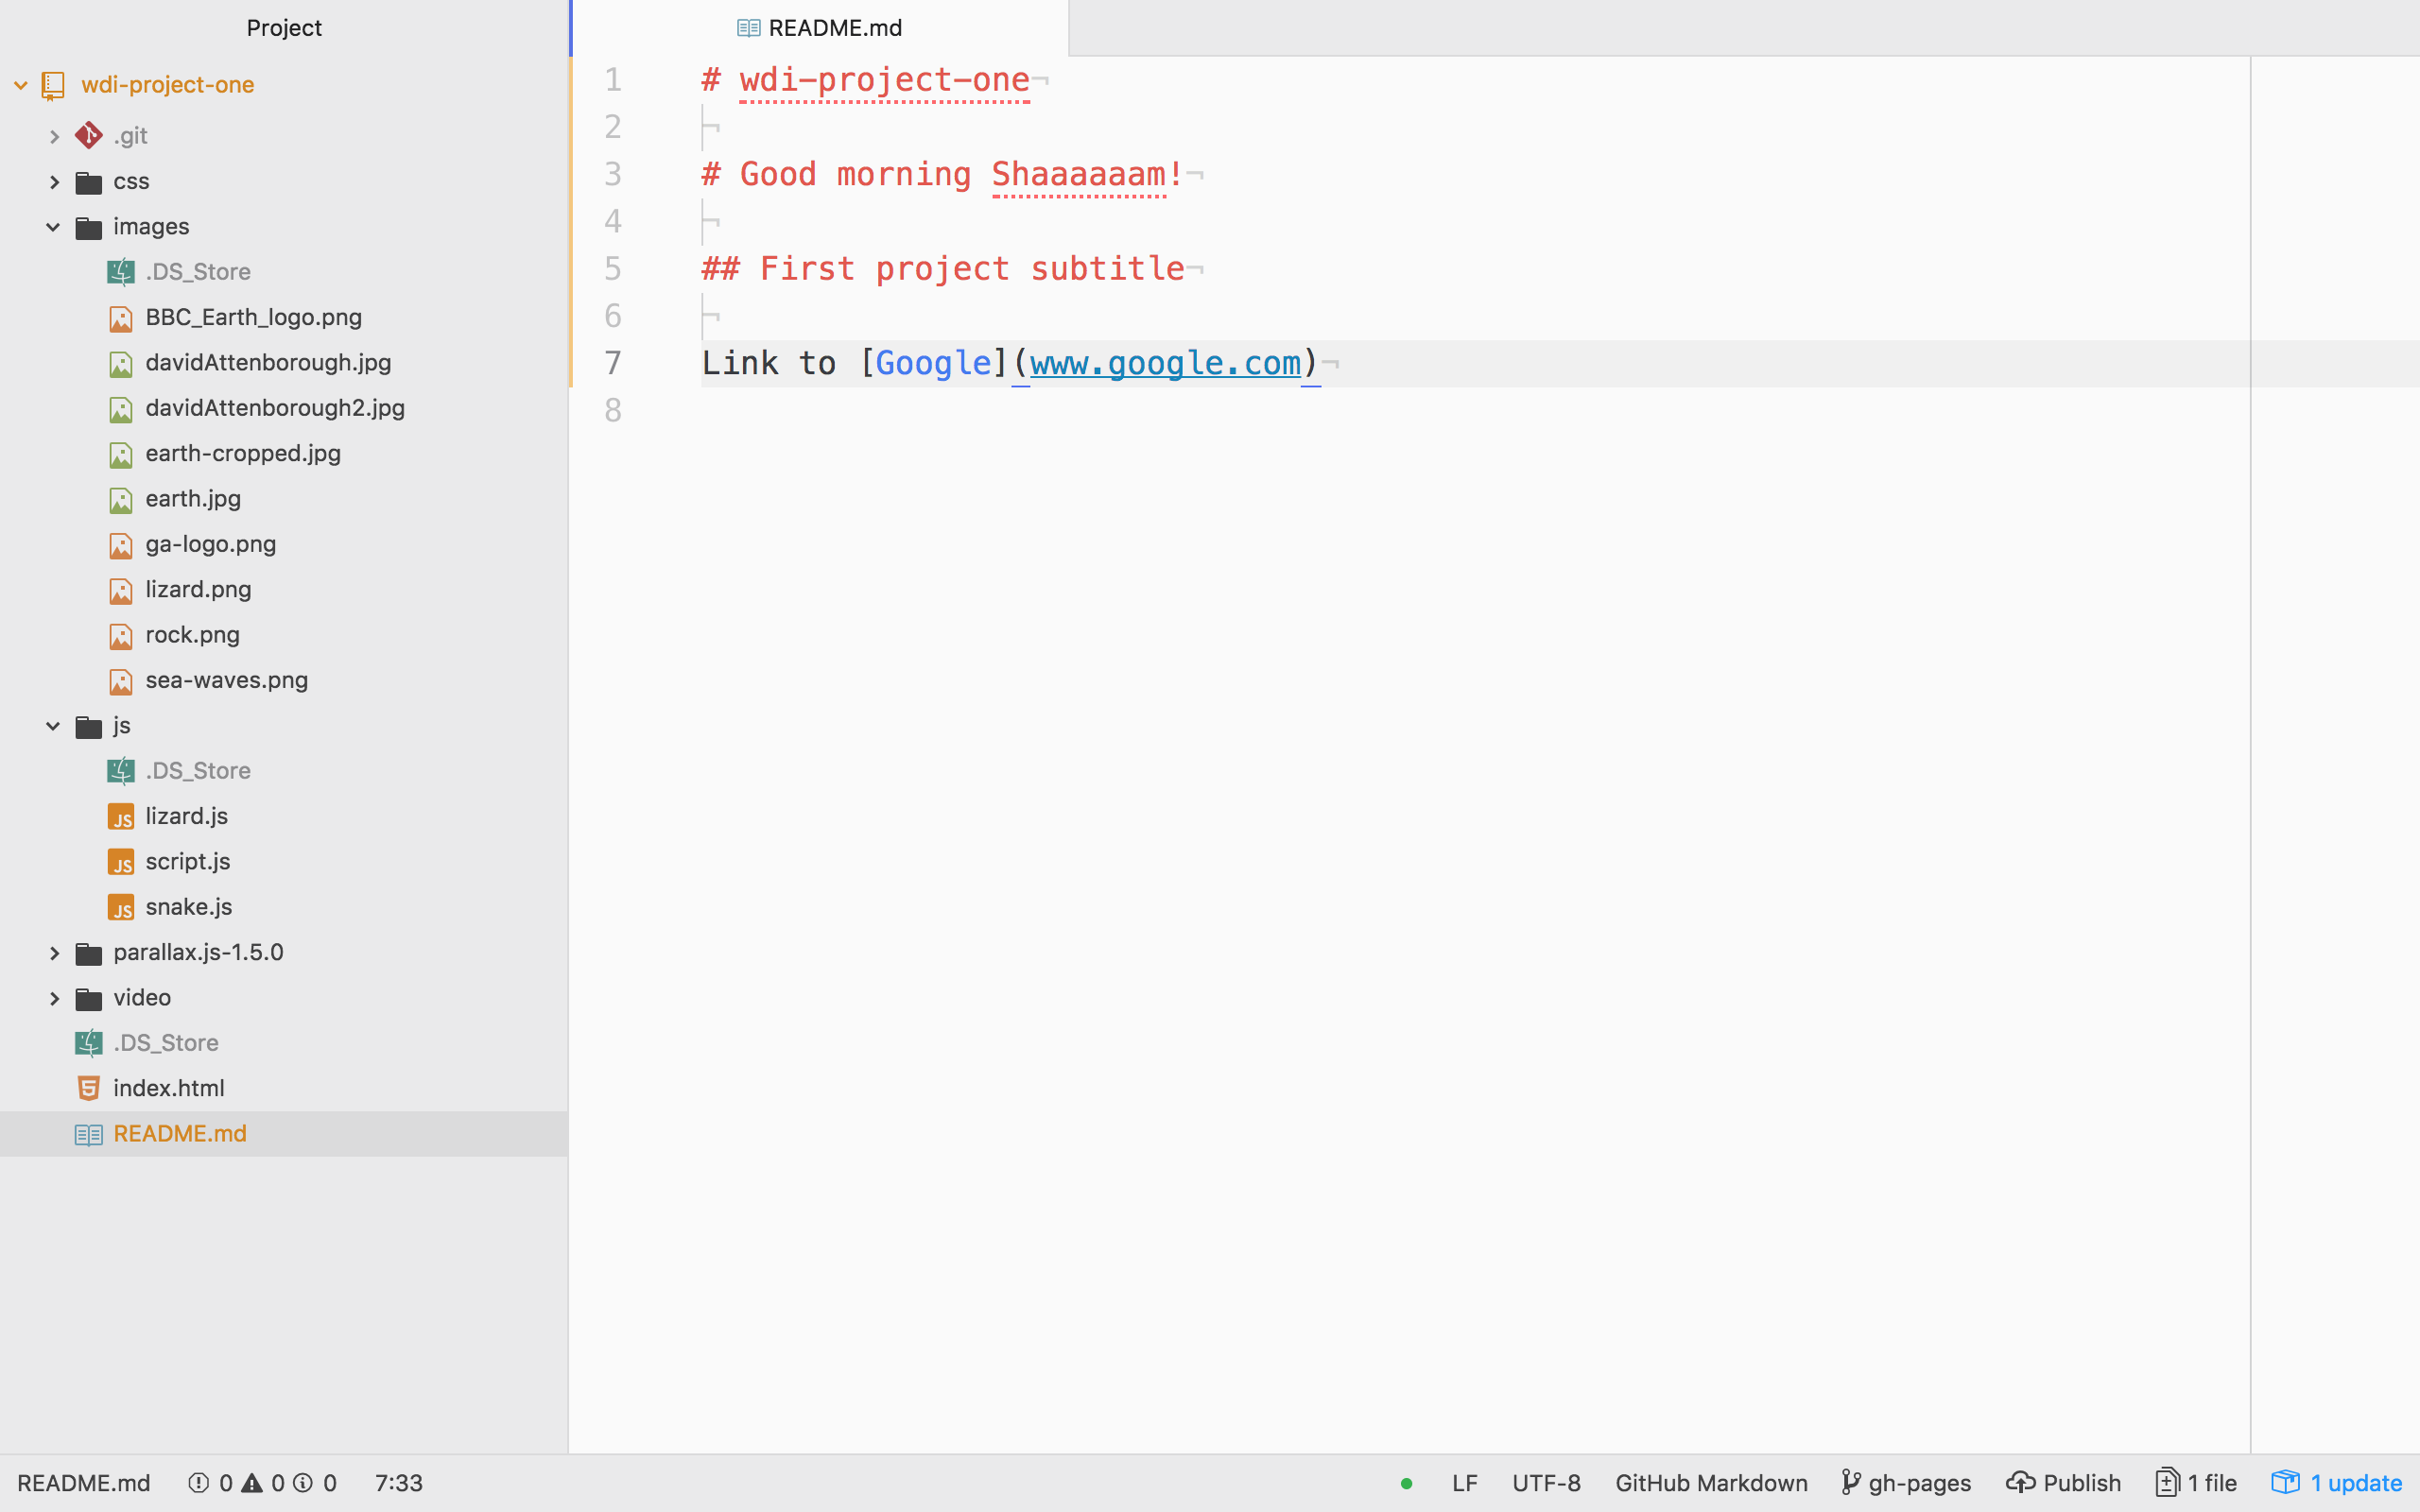 Project
wdi-project-one
.git
css
images
.DS_Store
BBC_Earth_logo.png
davidAttenborough.jpg
davidAttenborough2.jpg
earth-cropped.jpg
earth.jpg
ga-logo.png
lizard.png
rock.png
sea-waves.png
js
.DS_Store
lizard.js
script.js
snake.js
parallax.js-1.5.0
video
.DS_Store
index.html
README.md
README.md
1 # wdi-project-one¬
2 ¬
3 # Good morning Shaaaaaam!¬
4 ¬
5 ## First project subtitle¬
6 ¬
7 Link to [Google](www.google.com)¬
8
README.md 0 0 0 7:33 LF UTF-8 GitHub Markdown gh-pages Publish 1 file 1 update